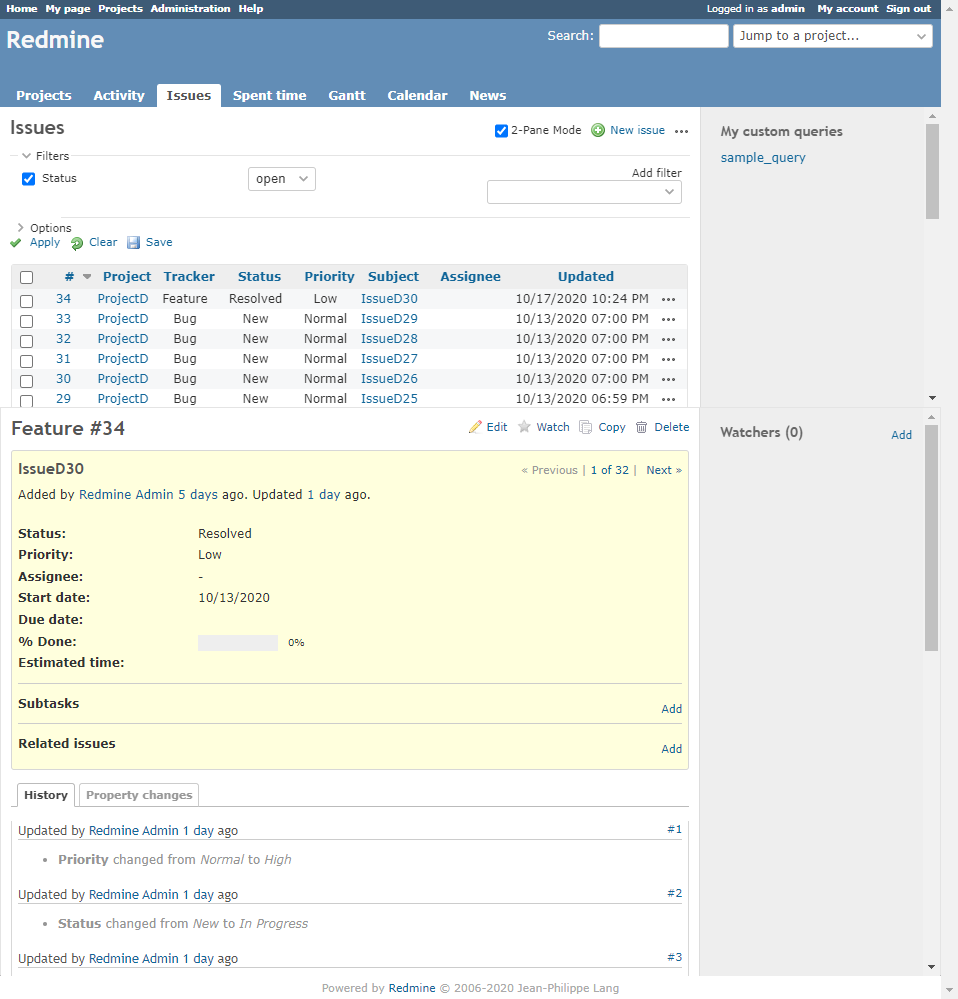 Home My page Projects Administration Help Logged in as admin My account Sign out
Redmine Search: Jump to a project...
Projects Activity Issues Spent time Gantt Calendar News
Issues 2-Pane Mode New issue ...
Filters
Status open Add filter
Options
Apply Clear Save
# Project Tracker Status Priority Subject Assignee Updated
34 ProjectD Feature Resolved Low IssueD30 10/17/2020 10:24 PM ...
33 ProjectD Bug New Normal IssueD29 10/13/2020 07:00 PM ...
32 ProjectD Bug New Normal IssueD28 10/13/2020 07:00 PM ...
31 ProjectD Bug New Normal IssueD27 10/13/2020 07:00 PM ...
30 ProjectD Bug New Normal IssueD26 10/13/2020 07:00 PM ...
29 ProjectD Bug New Normal IssueD25 10/13/2020 06:59 PM ...
My custom queries
sample_query
Feature #34 Edit Watch Copy Delete
IssueD30 « Previous | 1 of 32 | Next »
Added by Redmine Admin 5 days ago. Updated 1 day ago.
Status: Resolved
Priority: Low
Assignee: -
Start date: 10/13/2020
Due date:
% Done: 0%
Estimated time:
Subtasks Add
Related issues Add
History Property changes
Updated by Redmine Admin 1 day ago #1
• Priority changed from Normal to High
Updated by Redmine Admin 1 day ago #2
• Status changed from New to In Progress
Updated by Redmine Admin 1 day ago #3
Watchers (0) Add
Powered by Redmine © 2006-2020 Jean-Philippe Lang